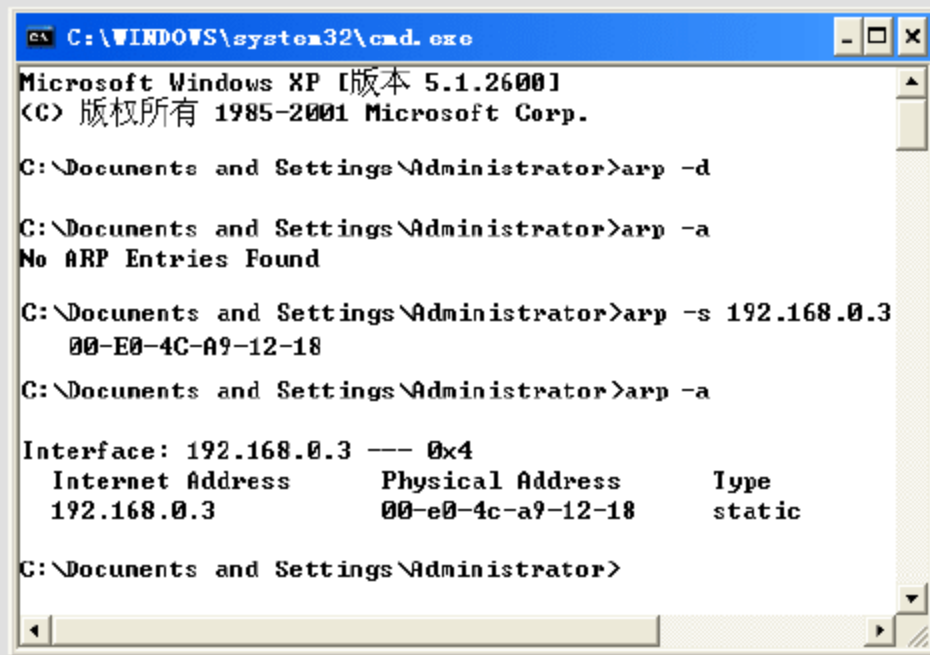 C:\WINDOWS\system32\cmd.exe
Microsoft Windows XP [版本 5.1.2600]
(C) 版权所有 1985-2001 Microsoft Corp.
C:\Documents and Settings\Administrator>arp -d
C:\Documents and Settings\Administrator>arp -a
No ARP Entries Found
C:\Documents and Settings\Administrator>arp -s 192.168.0.3
00-E0-4C-A9-12-18
C:\Documents and Settings\Administrator>arp -a
Interface: 192.168.0.3 --- 0x4
Internet Address Physical Address Type
192.168.0.3 00-e0-4c-a9-12-18 static
C:\Documents and Settings\Administrator>